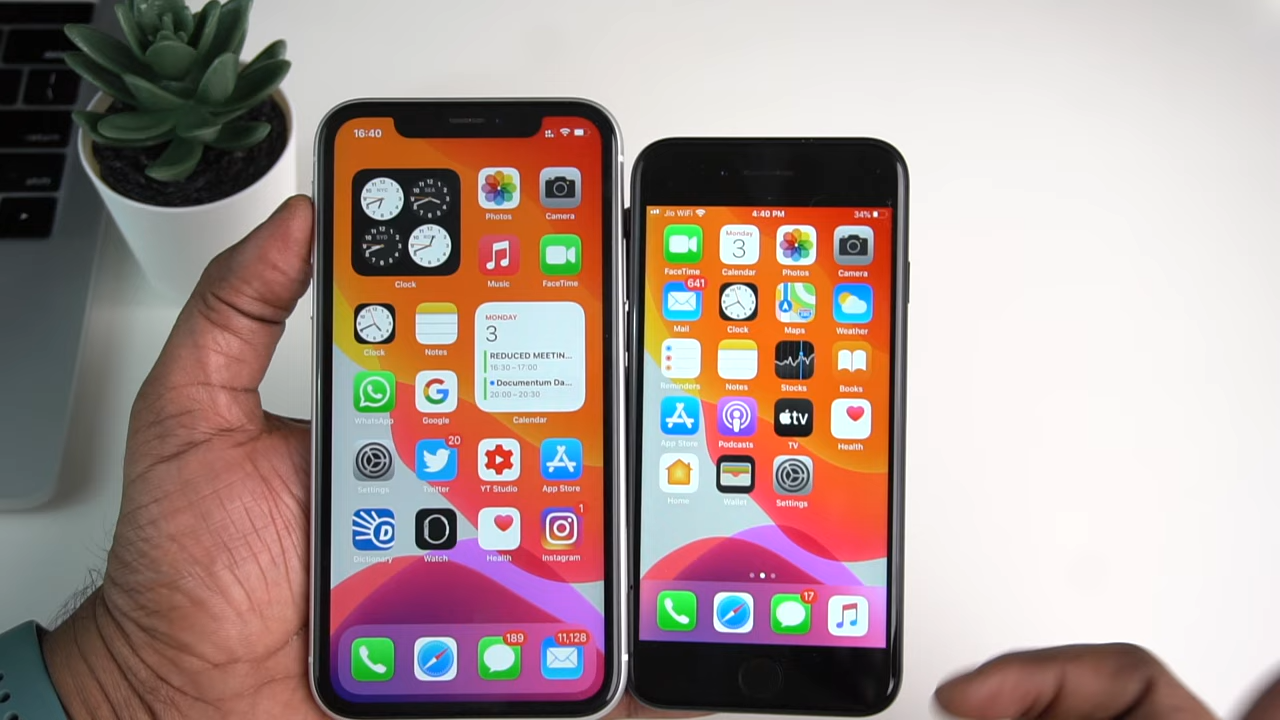 16:40
Clock
Photos
Camera
Music
FaceTime
Clock
Notes
MONDAY
3
REDUCED MEETIN...
16:30–17:00
Documentum Da...
20:00–20:30
Calendar
WhatsApp
Google
Settings
20
Twitter
YT Studio
App Store
Dictionary
Watch
Health
1
Instagram
189
11,128
Jio WiFi
4:40 PM
34%
FaceTime
Monday
3
Calendar
Photos
Camera
641
Mail
Clock
Maps
Weather
Reminders
Notes
Stocks
Books
App Store
Podcasts
tv
TV
Health
Home
Wallet
Settings
17